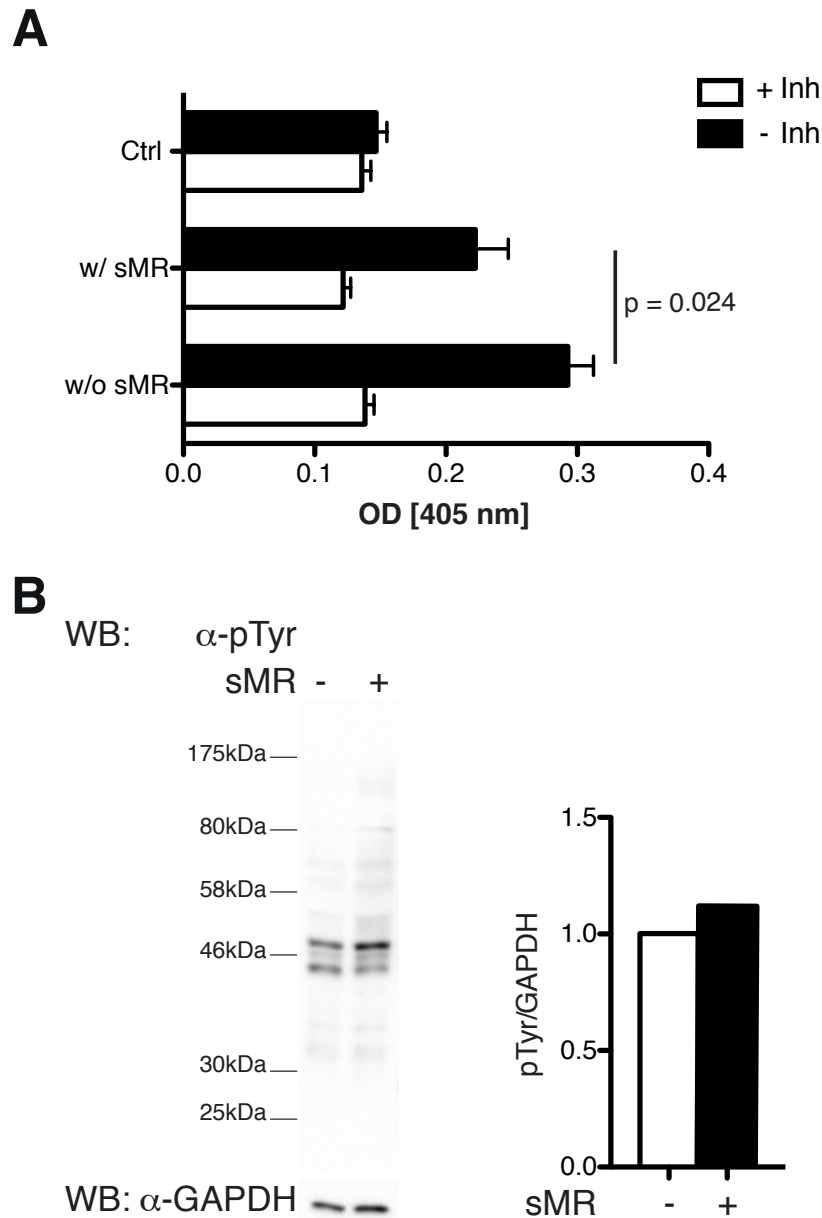 A
+ Inh
- Inh
Ctrl
w/ sMR
p = 0.024
w/o sMR
0.0 0.1 0.2 0.3 0.4
OD [405 nm]
B
WB: α-pTyr
sMR - +
175kDa
80kDa
58kDa
46kDa
30kDa
25kDa
WB: α-GAPDH
1.5
1.0
0.5
0.0
pTyr/GAPDH
sMR - +